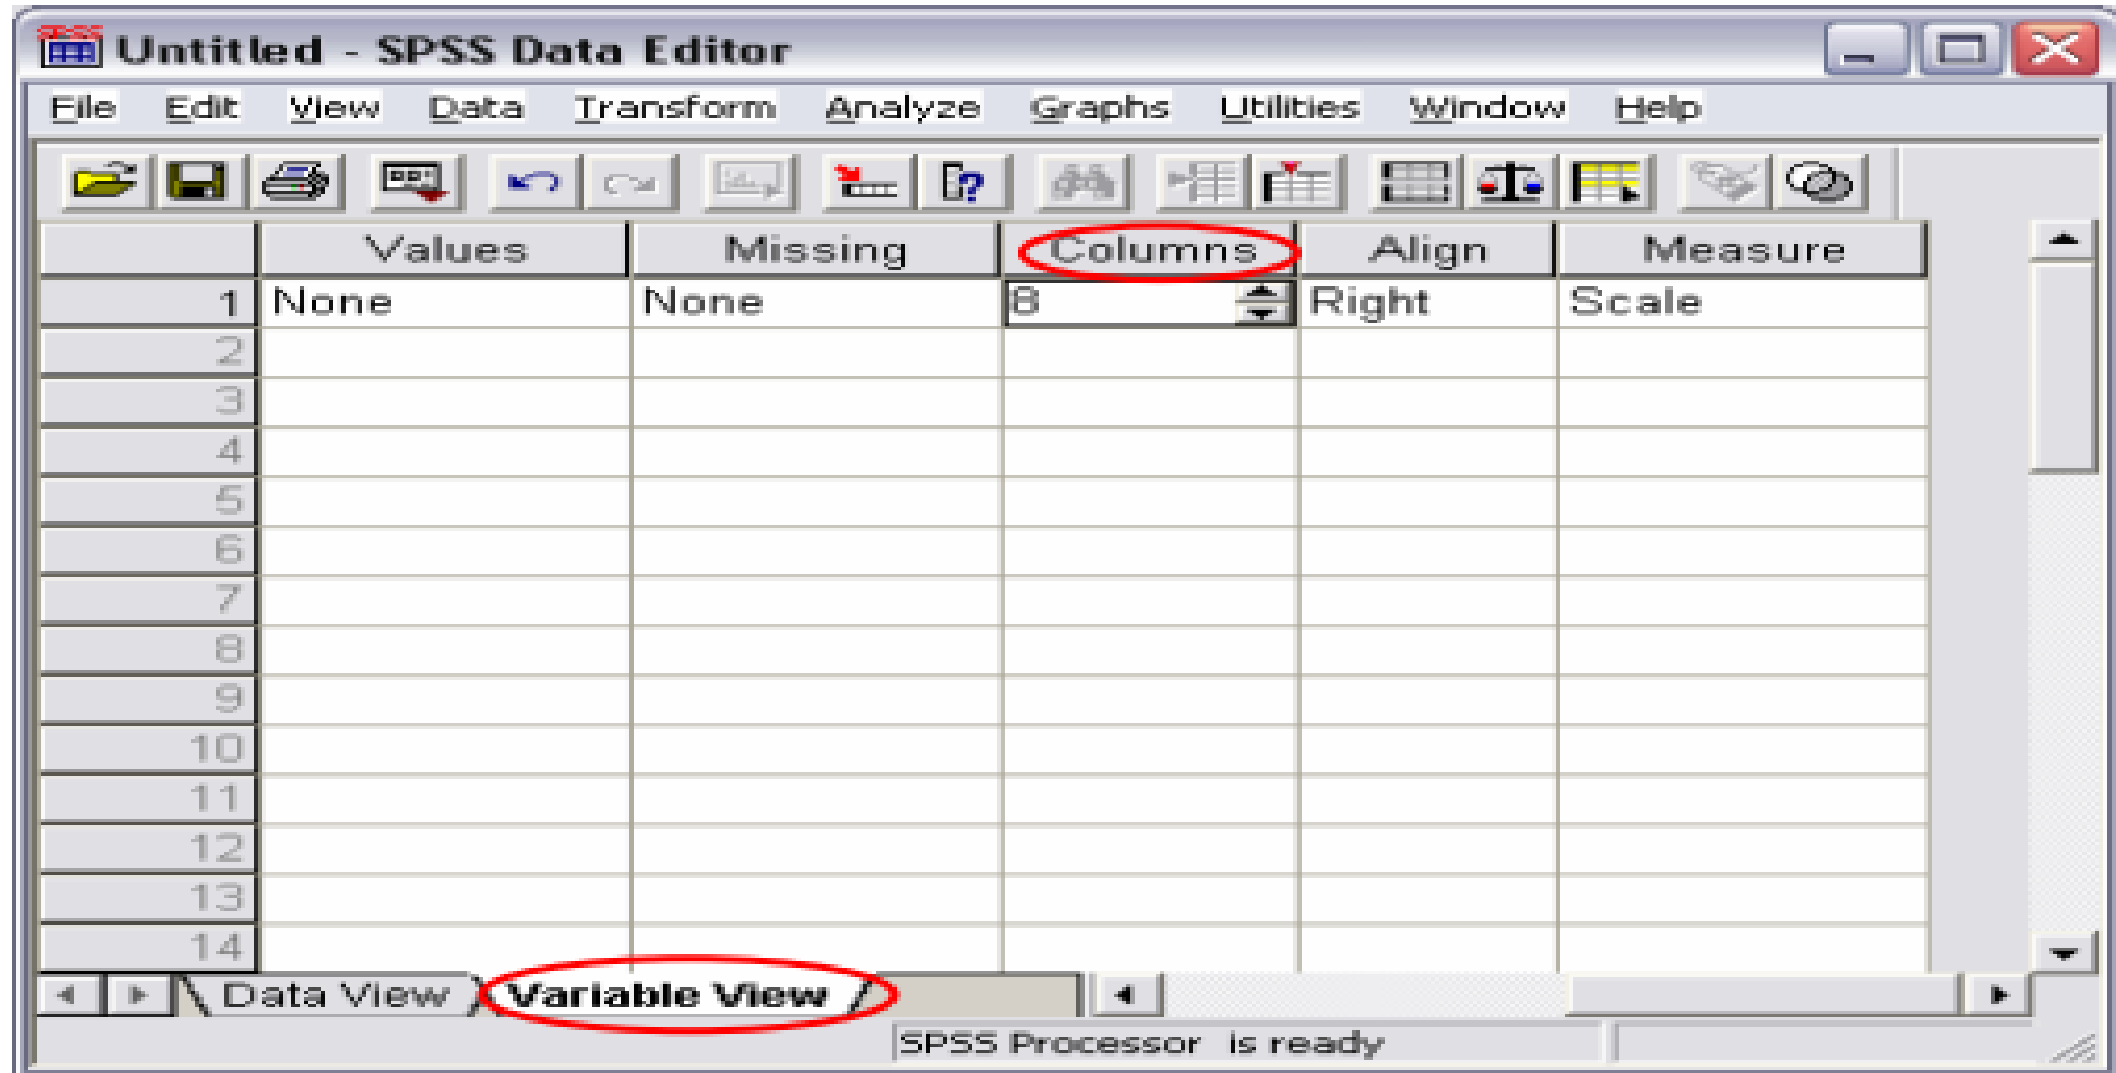 SPSS
Untitled - SPSS Data Editor
File Edit View Data Transform Analyze Graphs Utilities Window Help
Values Missing Columns Align Measure
1 None None 8 Right Scale
2
3
4
5
6
7
8
9
10
11
12
13
14
Data View Variable View
SPSS Processor is ready